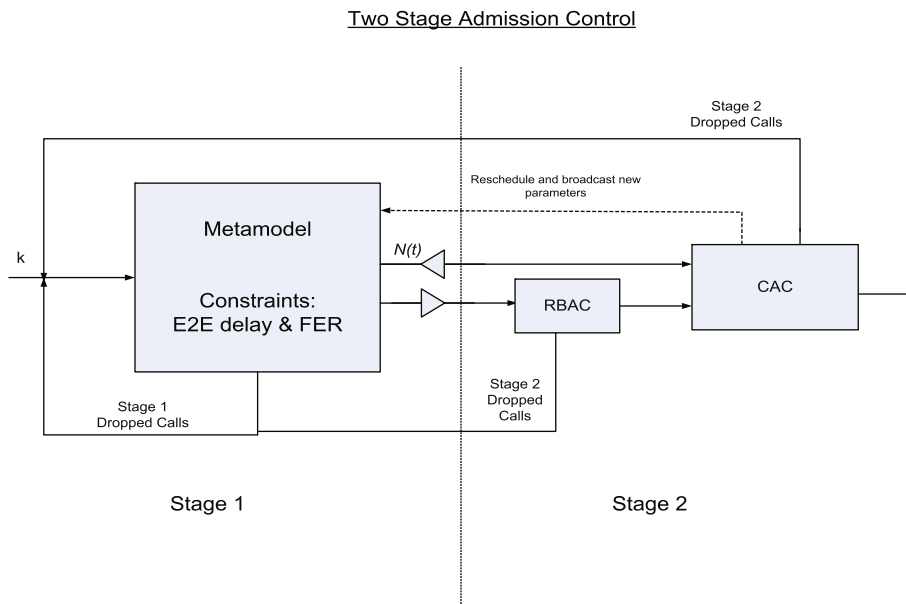 Two Stage Admission Control
Stage 2
Dropped Calls
Reschedule and broadcast new
parameters
Metamodel
N(t)
k
CAC
Constraints:
E2E delay & FER
RBAC
Stage 2
Dropped
Calls
Stage 1
Dropped Calls
Stage 1
Stage 2